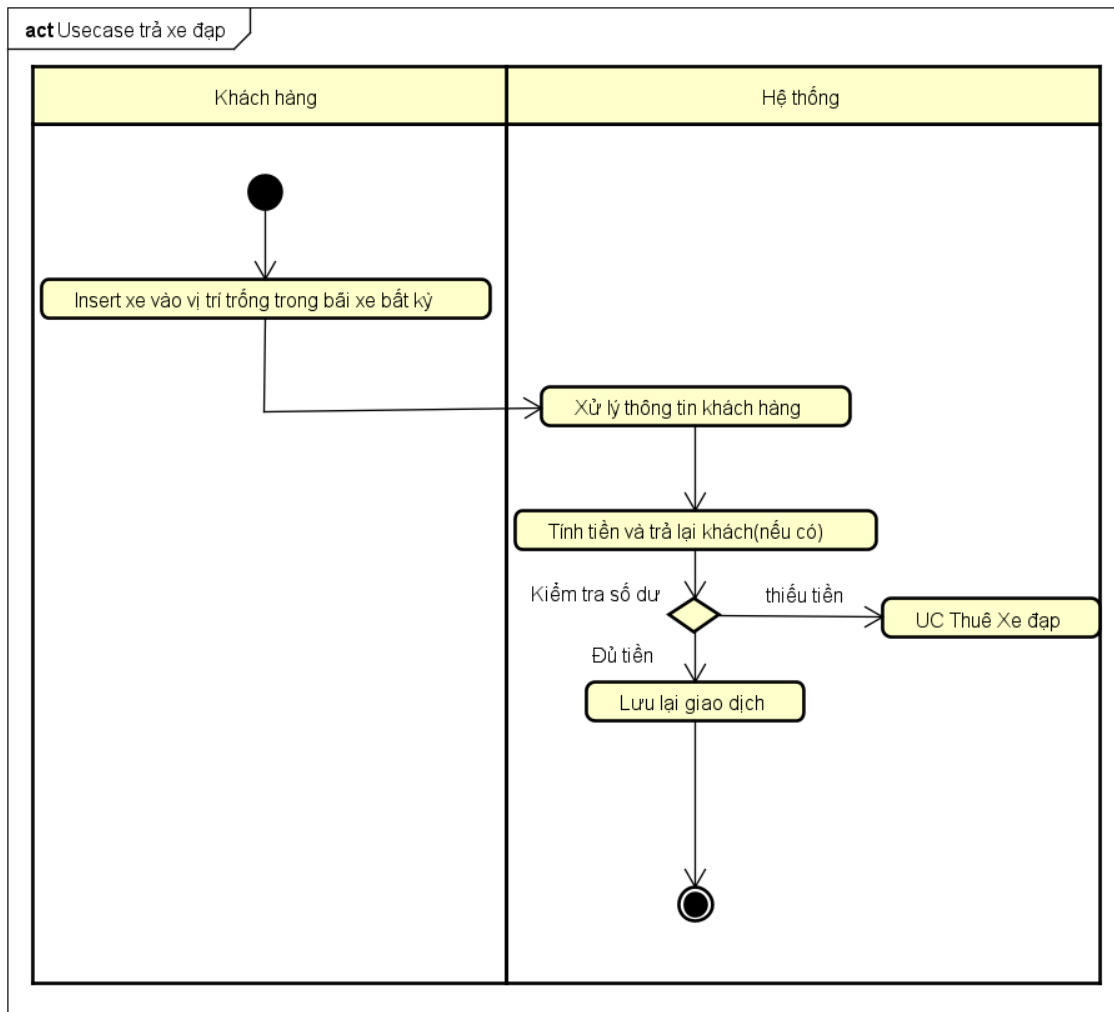 act Usecase trả xe đạp
Khách hàng
Hệ thống
Insert xe vào vị trí trống trong bãi xe bất kỳ
Xử lý thông tin khách hàng
Tính tiền và trả lại khách(nếu có)
Kiểm tra số dư
thiếu tiền
UC Thuê Xe đạp
Đủ tiền
Lưu lại giao dịch